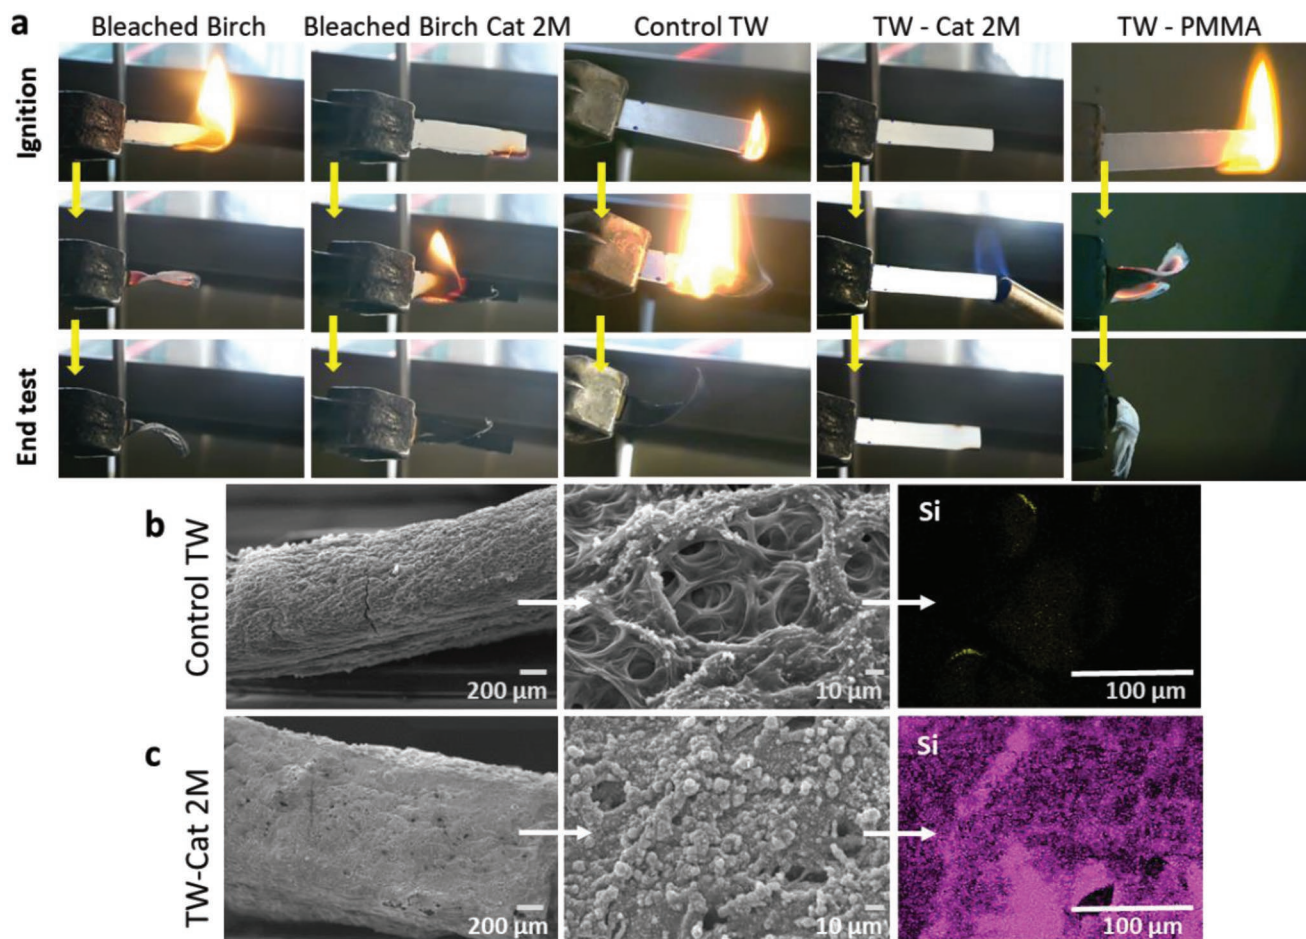 a
Bleached Birch
Bleached Birch Cat 2M
Control TW
TW - Cat 2M
TW - PMMA
Ignition
End test
b
Control TW
200 µm
10 µm
Si
100 µm
c
TW-Cat 2M
200 µm
10 µm
Si
100 µm